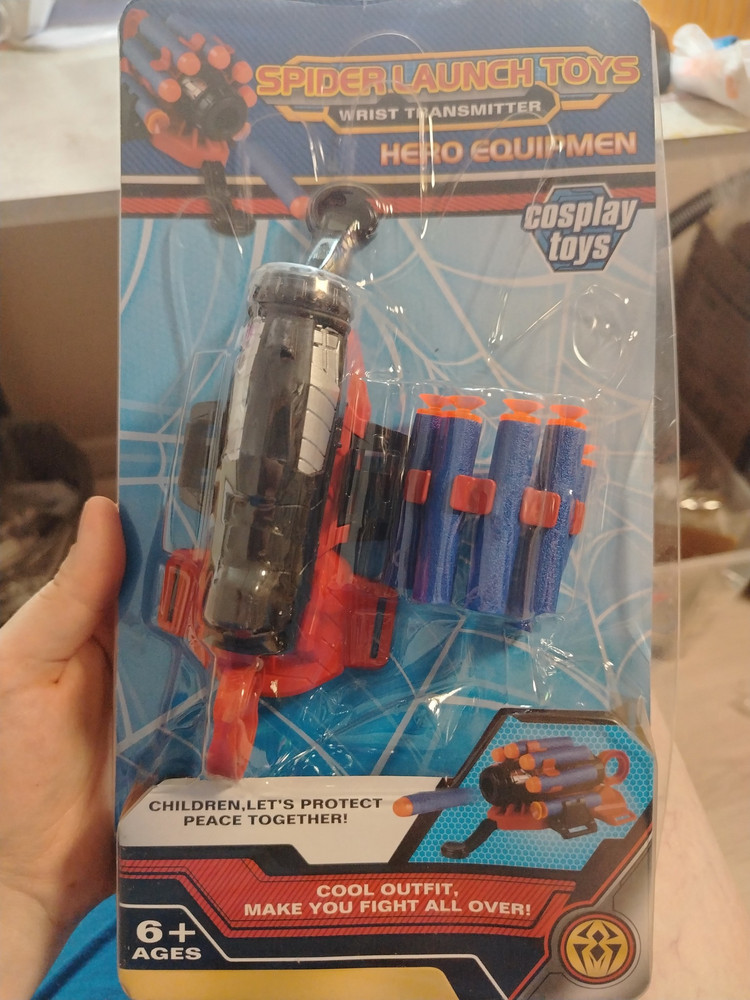 SPIDER LAUNCH TOYS
WRIST TRANSMITTER
HERO EQUIPMEN
cosplay
toys
CHILDREN,LET'S PROTECT
PEACE TOGETHER!
COOL OUTFIT,
MAKE YOU FIGHT ALL OVER!
6+
AGES